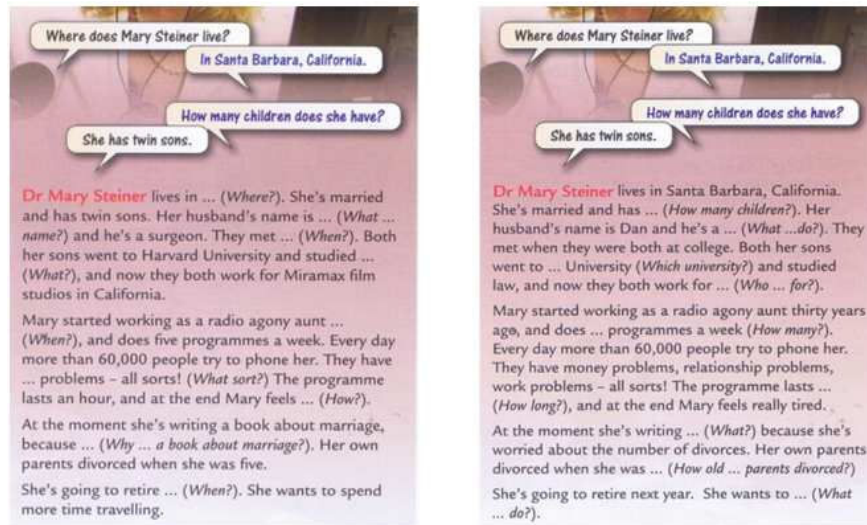 Where does Mary Steiner live?
In Santa Barbara, California.
How many children does she have?
She has twin sons.
Dr Mary Steiner lives in ... (Where?). She's married
and has twin sons. Her husband's name is ... (What ...
name?) and he's a surgeon. They met ... (When?). Both
her sons went to Harvard University and studied ...
(What?), and now they both work for Miramax film
studios in California.
Mary started working as a radio agony aunt ...
(When?), and does five programmes a week. Every day
more than 60,000 people try to phone her. They have
... problems – all sorts! (What sort?) The programme
lasts an hour, and at the end Mary feels ... (How?).
At the moment she's writing a book about marriage,
because ... (Why ... a book about marriage?). Her own
parents divorced when she was five.
She's going to retire ... (When?). She wants to spend
more time travelling.
Where does Mary Steiner live?
In Santa Barbara, California.
How many children does she have?
She has twin sons.
Dr Mary Steiner lives in Santa Barbara, California.
She's married and has ... (How many children?). Her
husband's name is Dan and he's a ... (What ...do?). They
met when they were both at college. Both her sons
went to ... University (Which university?) and studied
law, and now they both work for ... (Who ... for?).
Mary started working as a radio agony aunt thirty years
ago, and does ... programmes a week (How many?).
Every day more than 60,000 people try to phone her.
They have money problems, relationship problems,
work problems – all sorts! The programme lasts ...
(How long?), and at the end Mary feels really tired.
At the moment she's writing ... (What?) because she's
worried about the number of divorces. Her own parents
divorced when she was ... (How old ... parents divorced?)
She's going to retire next year. She wants to ... (What
... do?).